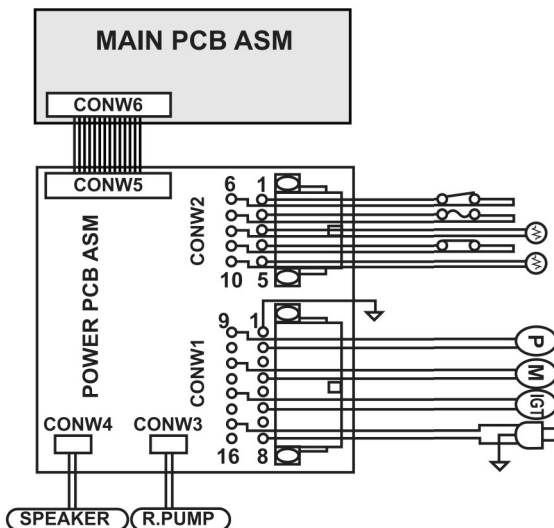 MAIN PCB ASM
CONW6
CONW5
POWER PCB ASM
6 1
CONW2
10 5
9 1
CONW1
16 8
P
M
IGT
CONW4
CONW3
SPEAKER
R.PUMP